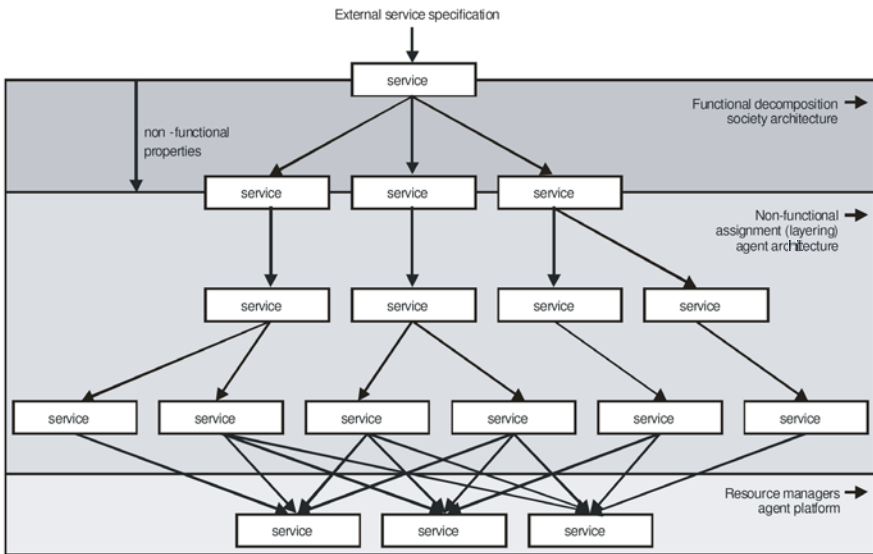 External service specification
service
Functional decomposition
society architecture
non -functional
properties
service
service
service
Non-functional
assignment (layering)
agent architecture
service
service
service
service
service
service
service
service
service
service
Resource managers
agent platform
service
service
service